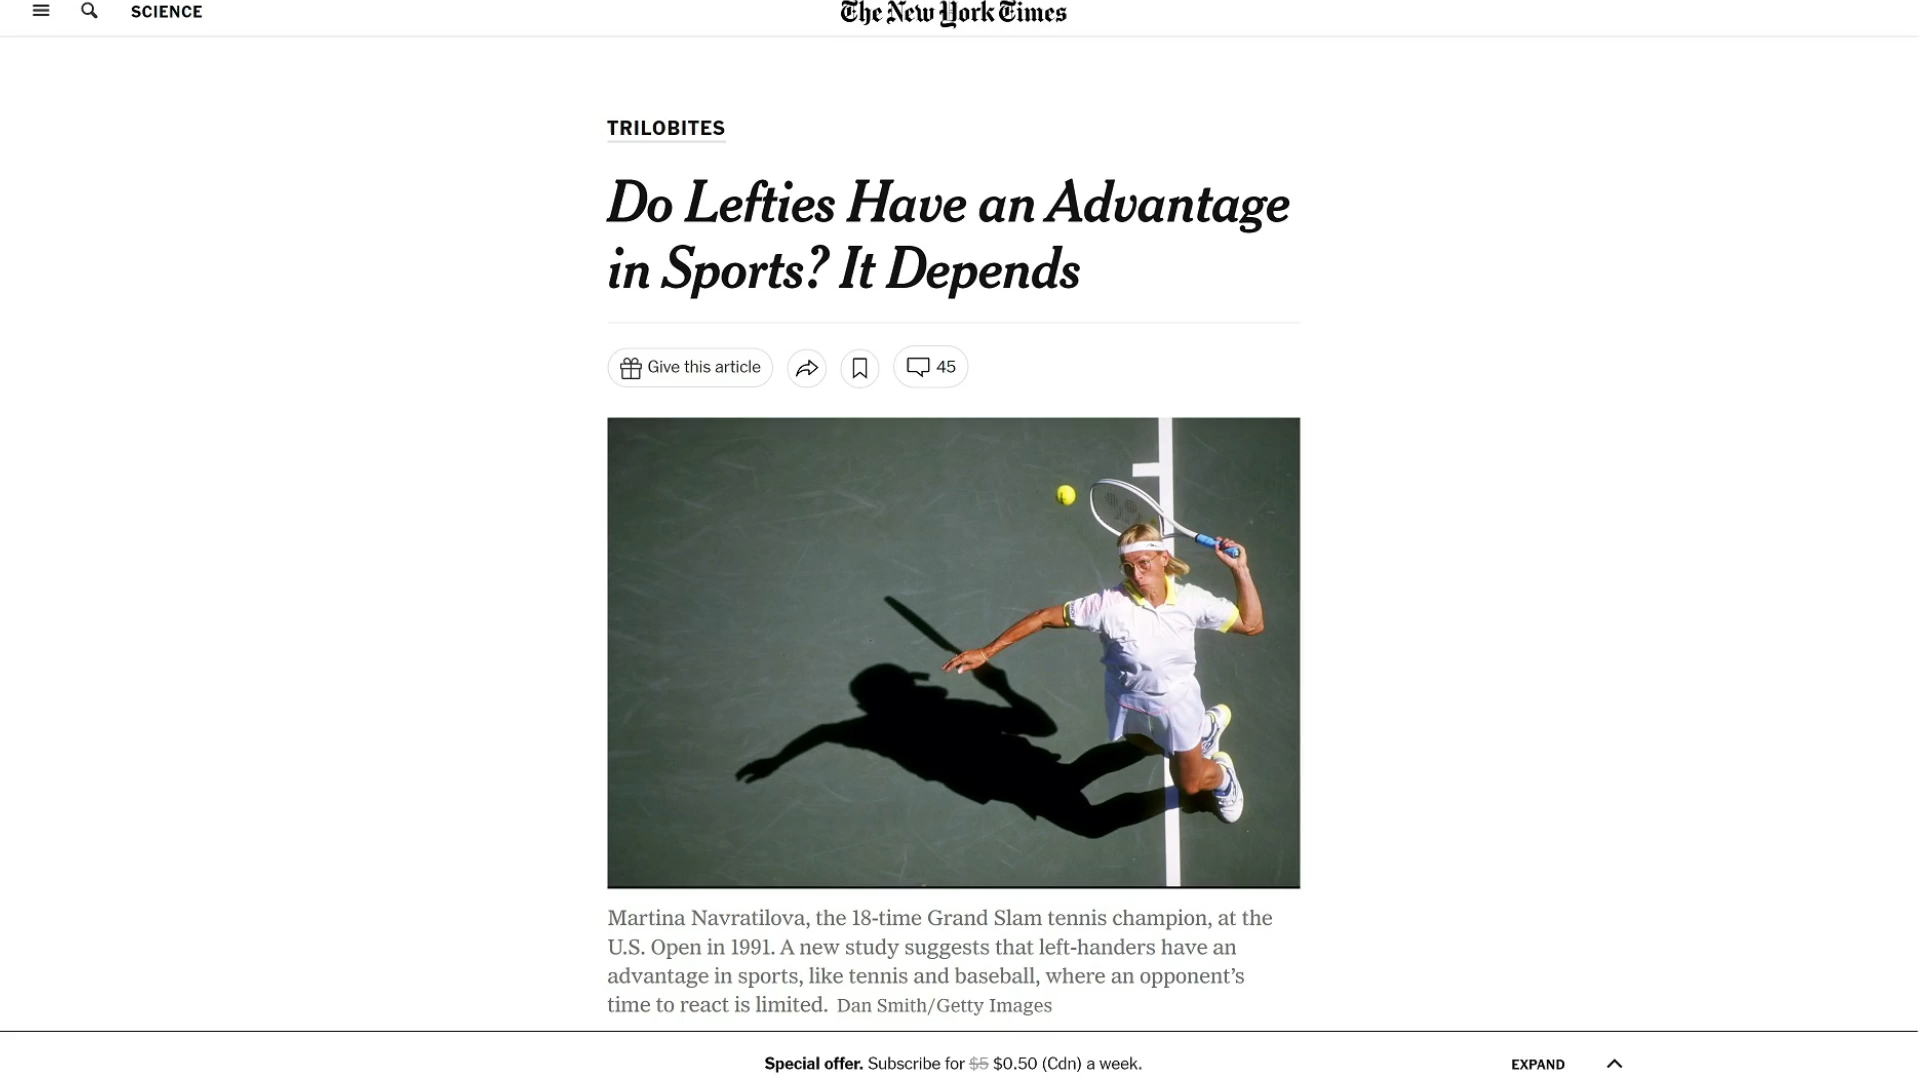 SCIENCE
The New York Times
TRILOBITES
Do Lefties Have an Advantage
in Sports? It Depends
Give this article
45
Martina Navratilova, the 18-time Grand Slam tennis champion, at the
U.S. Open in 1991. A new study suggests that left-handers have an
advantage in sports, like tennis and baseball, where an opponent’s
time to react is limited. Dan Smith/Getty Images
Special offer. Subscribe for $5 $0.50 (Cdn) a week.
EXPAND